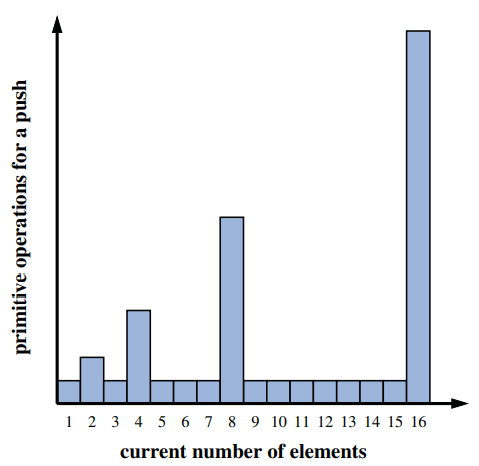 primitive operations for a push
1 2 3 4 5 6 7 8 9 10 11 12 13 14 15 16
current number of elements